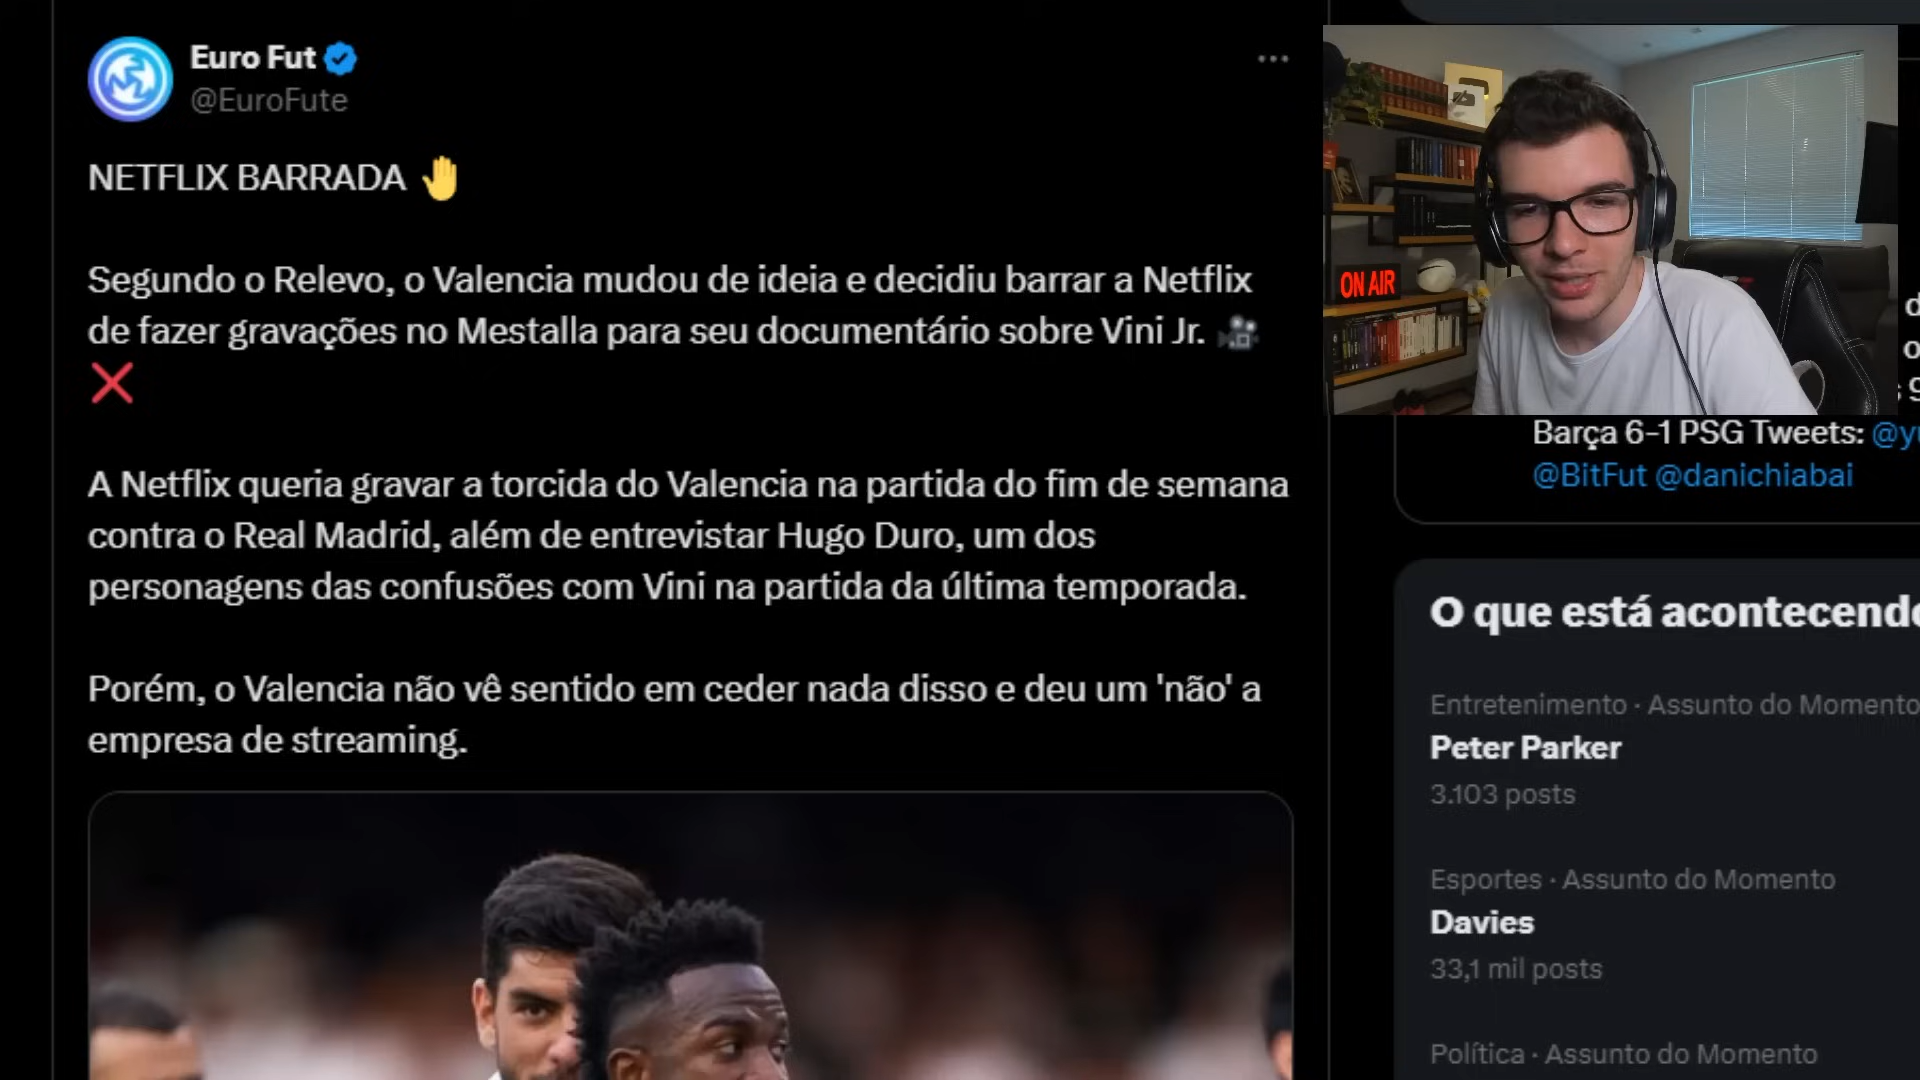 Euro Fut
@EuroFute
NETFLIX BARRADA 🤚
Segundo o Relevo, o Valencia mudou de ideia e decidiu barrar a Netflix
de fazer gravações no Mestalla para seu documentário sobre Vini Jr. 🎥
❌
A Netflix queria gravar a torcida do Valencia na partida do fim de semana
contra o Real Madrid, além de entrevistar Hugo Duro, um dos
personagens das confusões com Vini na partida da última temporada.
Porém, o Valencia não vê sentido em ceder nada disso e deu um 'não' a
empresa de streaming.
ON AIR
Barça 6-1 PSG Tweets:
@BitFut @danichiabai
O que está
Entretenimento · Assunto do Momento
Peter Parker
3.103 posts
Esportes · Assunto do Momento
Davies
33,1 mil posts
Política · Assunto do Momento